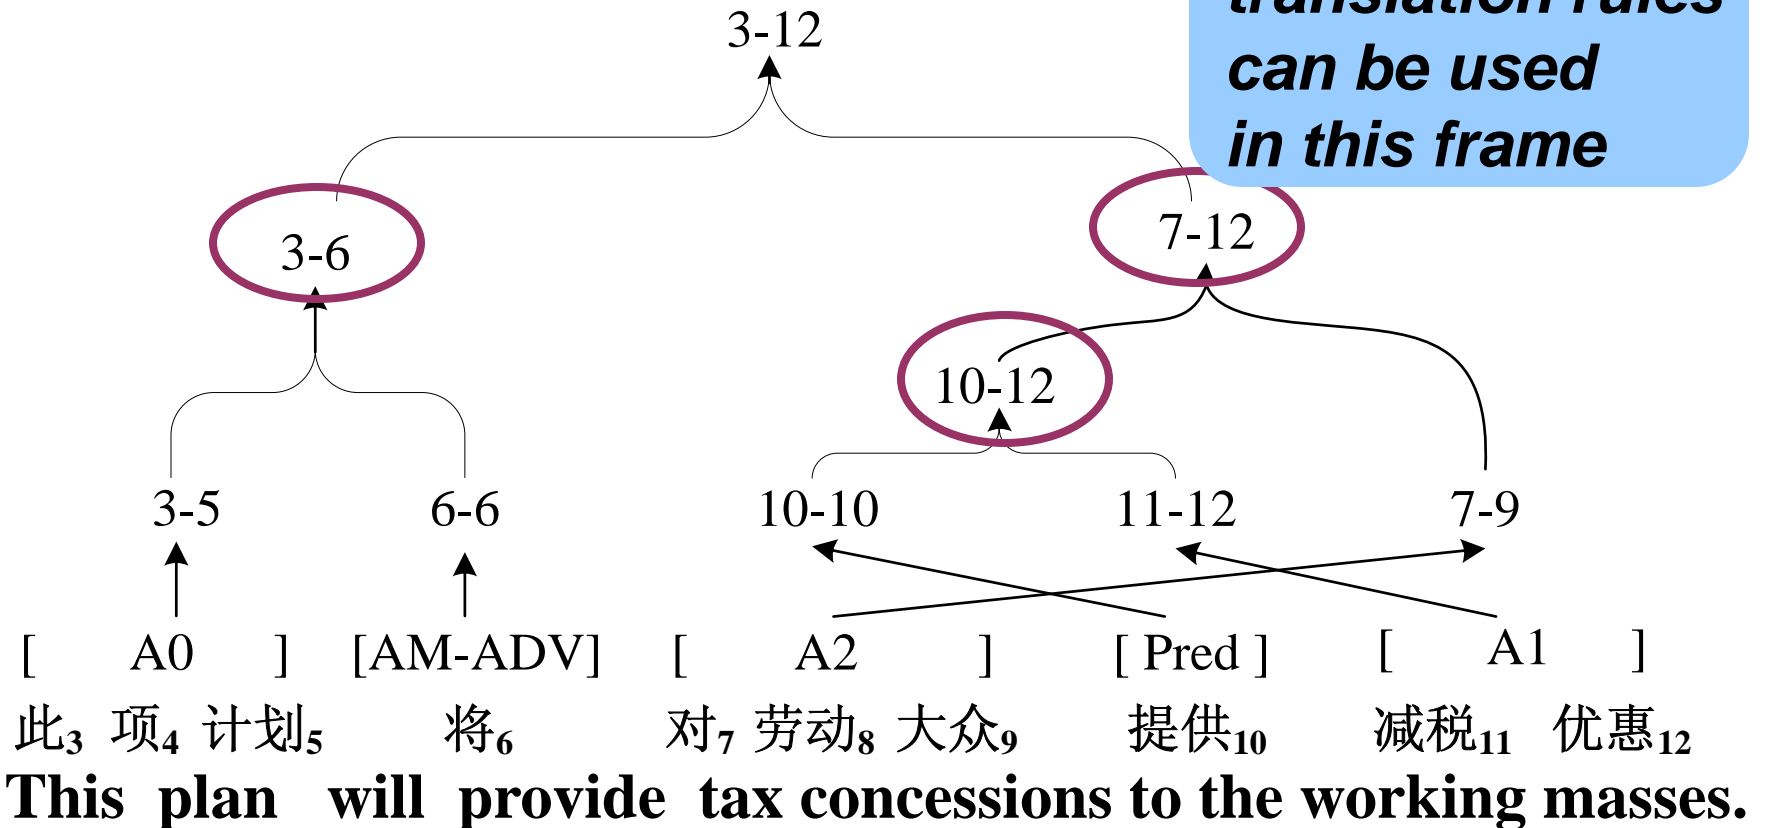 translation rules
can be used
in this frame
3-12
3-6
7-12
10-12
3-5 6-6 10-10 11-12 7-9
[ A0 ] [AM-ADV] [ A2 ] [ Pred ] [ A1 ]
此3 项4 计划5 将6 对7 劳动8 大众9 提供10 减税11 优惠12
This plan will provide tax concessions to the working masses.